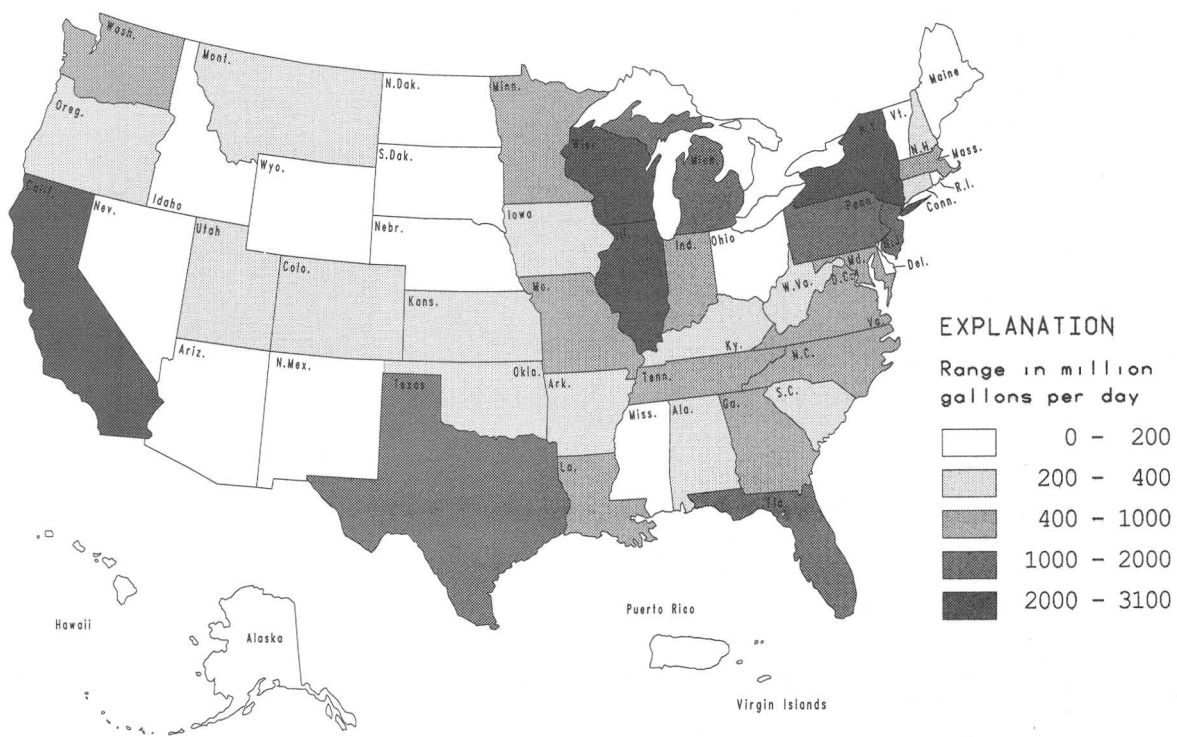 Wash.
Mont.
N.Dak.
Minn.
Maine
Vt.
N.Y.
N.H.
Mass.
Oreg.
Idaho
Wyo.
S.Dak.
Wis.
Mich.
R.I.
Conn.
Calif.
Nev.
Utah
Colo.
Nebr.
Iowa
Ill.
Ind.
Ohio
Penn.
N.J.
Md.
Del.
D.C.
W.Va.
Va.
Kans.
Mo.
Ky.
Ariz.
N.Mex.
Texas
Okla.
Ark.
Tenn.
N.C.
S.C.
Miss.
Ala.
Ga.
La.
Fla.
Hawaii
Alaska
Puerto Rico
Virgin Islands
EXPLANATION
Range in million
gallons per day
0 - 200
200 - 400
400 - 1000
1000 - 2000
2000 - 3100